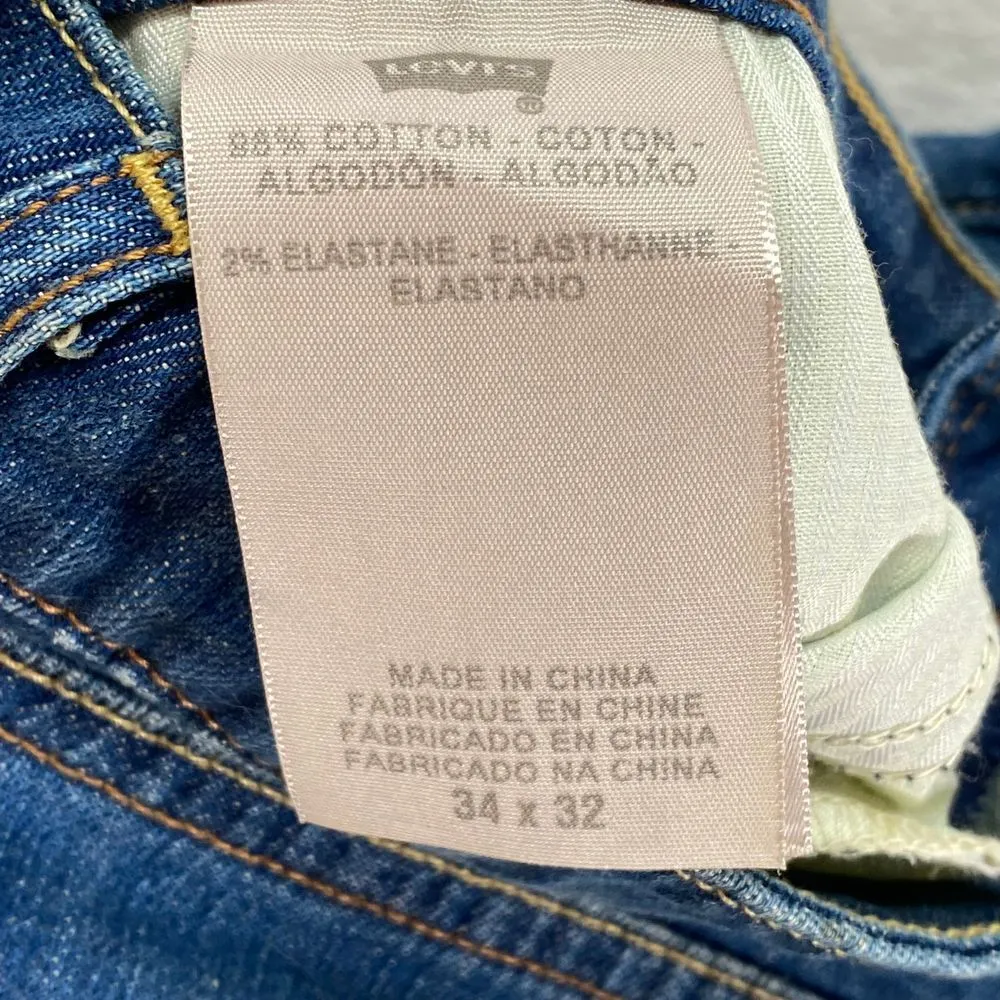 LEVI'S ®
98% COTTON - COTON -
ALGODÓN - ALGODÃO
2% ELASTANE - ELASTHANNE -
ELASTANO
MADE IN CHINA
FABRIQUE EN CHINE
FABRICADO EN CHINA
FABRICADO NA CHINA
34 x 32